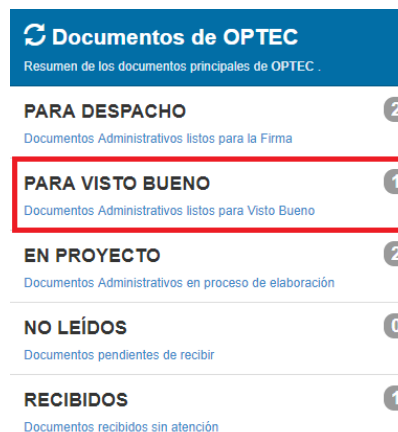 Documentos de OPTEC
Resumen de los documentos principales de OPTEC .
PARA DESPACHO
Documentos Administrativos listos para la Firma
PARA VISTO BUENO
Documentos Administrativos listos para Visto Bueno
EN PROYECTO
Documentos Administrativos en proceso de elaboración
NO LEÍDOS
Documentos pendientes de recibir
RECIBIDOS
Documentos recibidos sin atención